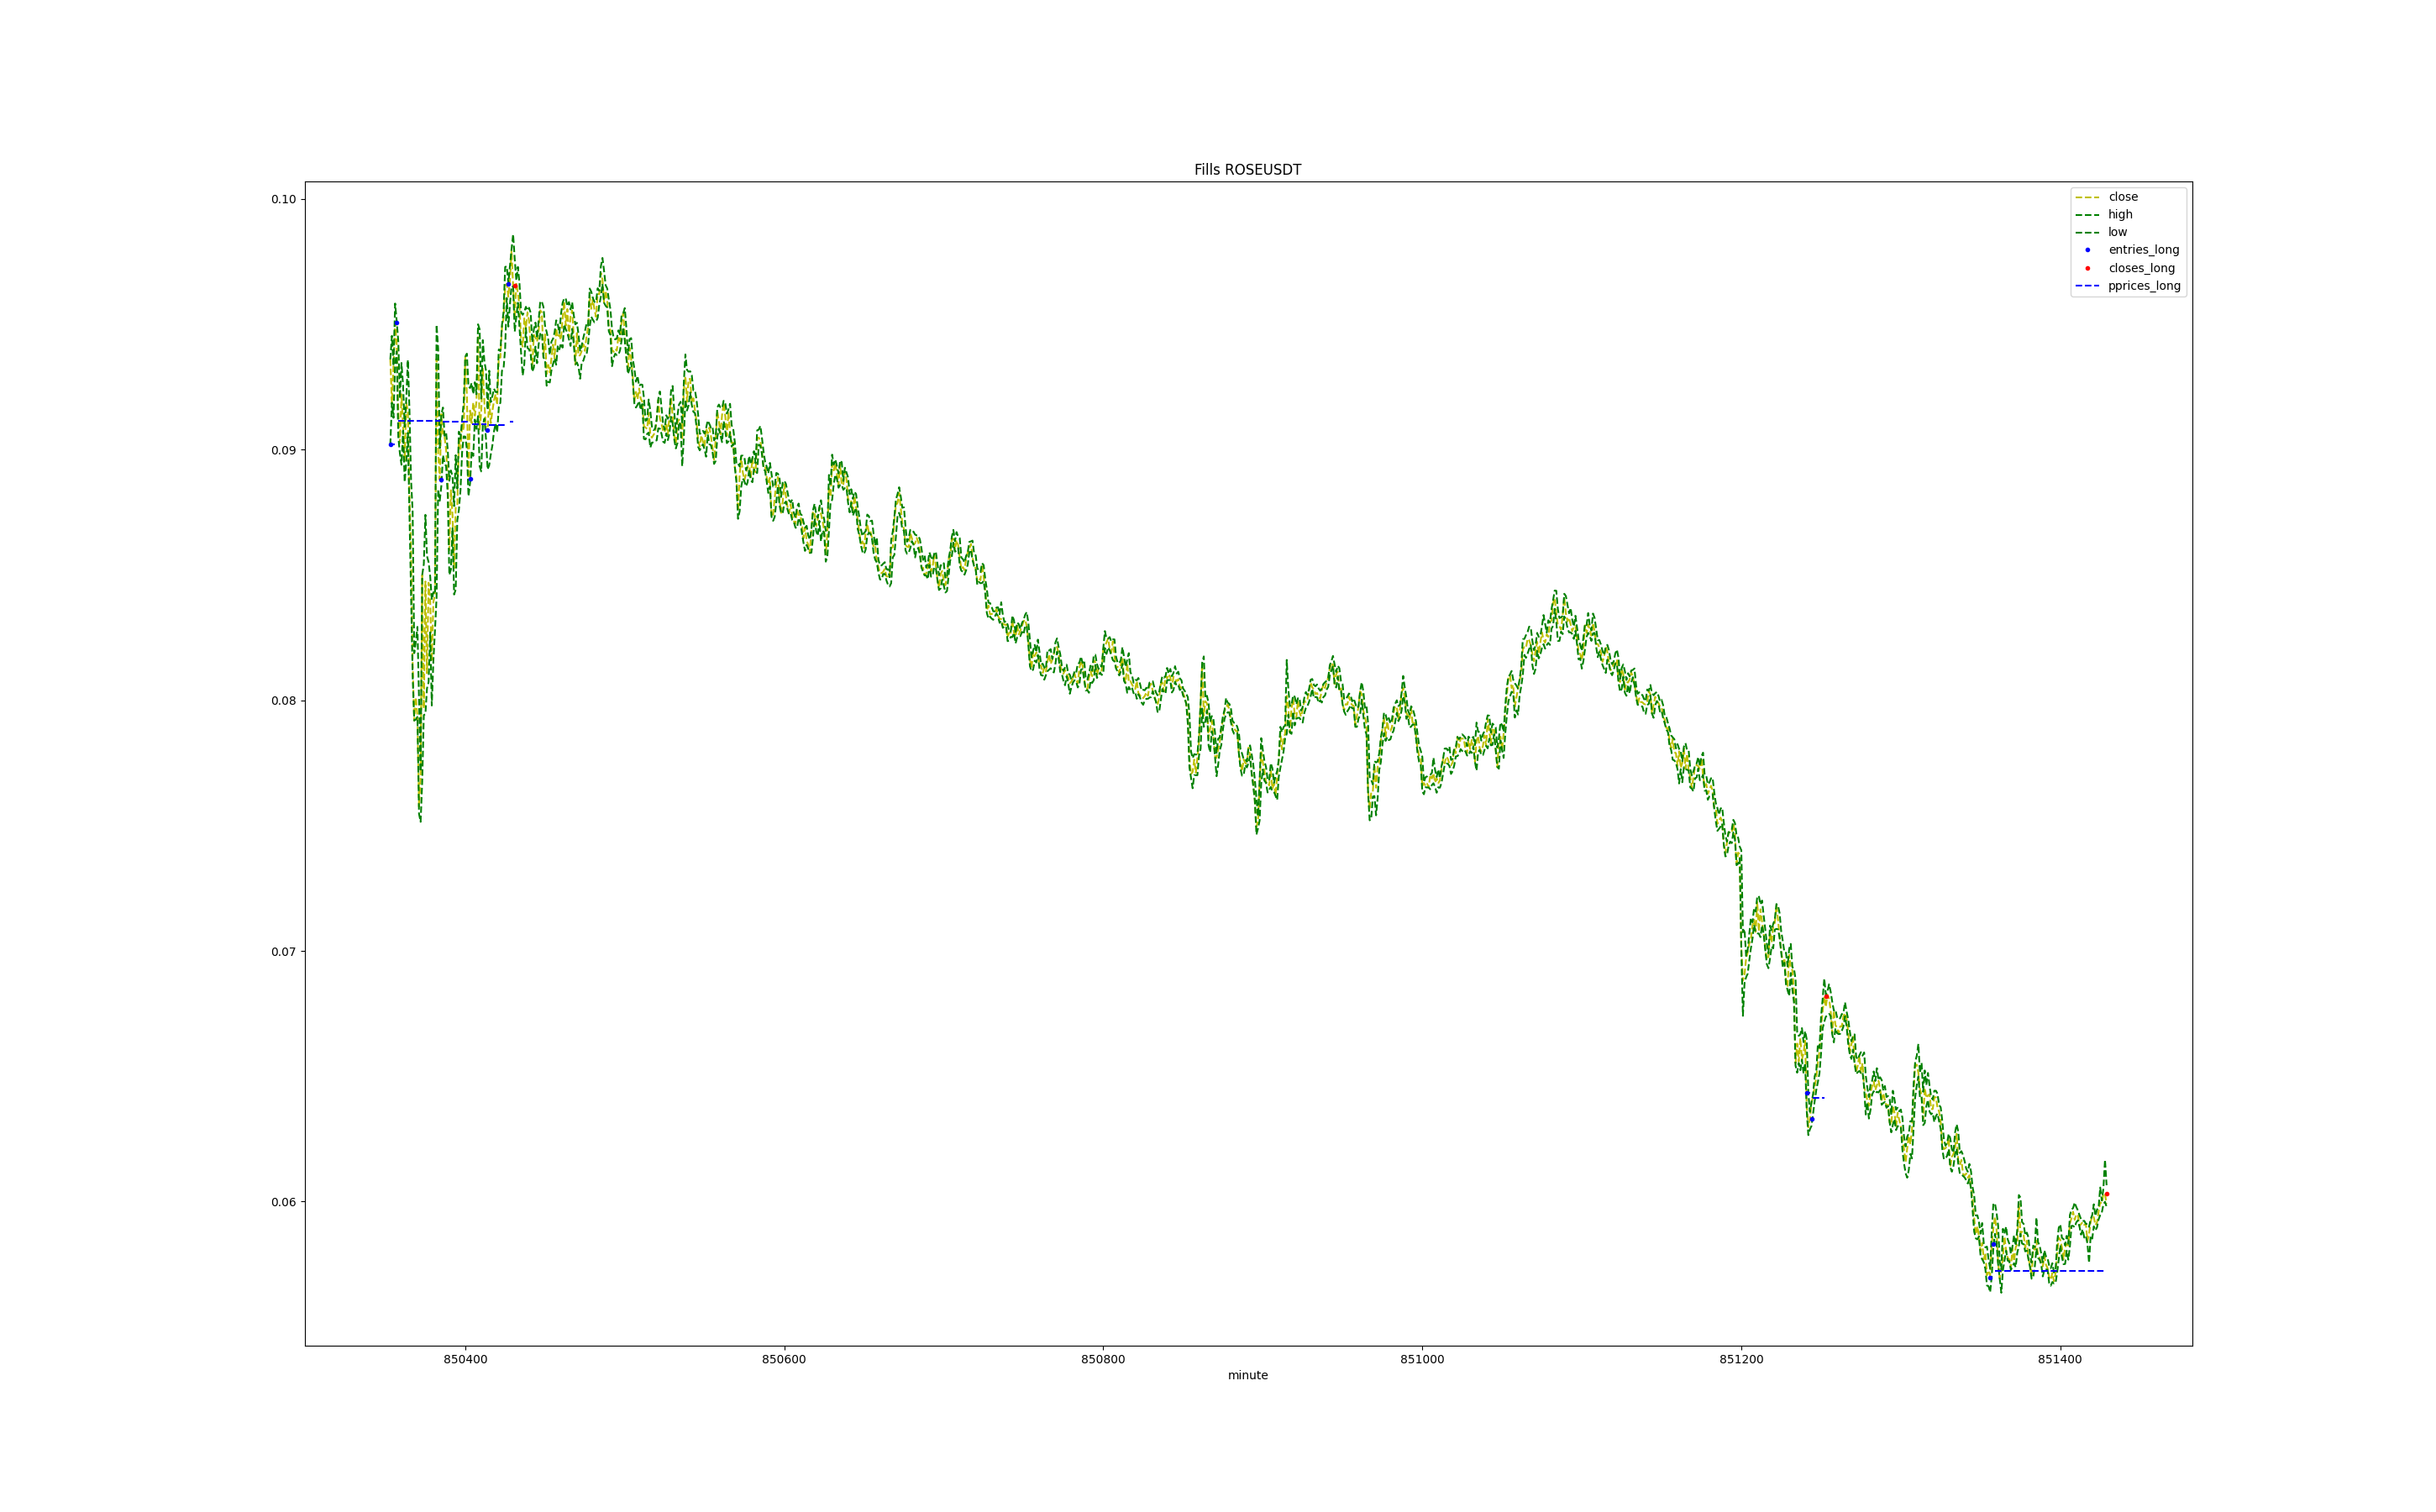 Fills ROSEUSDT
0.10
0.09
0.08
0.07
0.06
close
high
low
entries_long
closes_long
pprices_long
850400
850600
850800
851000
851200
851400
minute